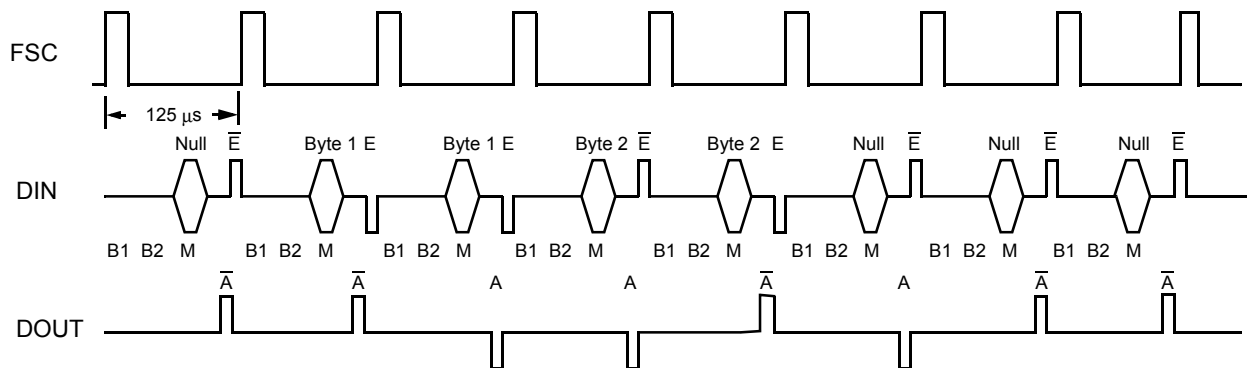 FSC
125 μs
Null E̅ Byte 1 E Byte 1 E Byte 2 E̅ Byte 2 E Null E̅ Null E̅ Null E̅
DIN
B1 B2 M B1 B2 M B1 B2 M B1 B2 M B1 B2 M B1 B2 M B1 B2 M B1 B2 M
A̅ A̅ A A A̅ A A̅ A̅
DOUT